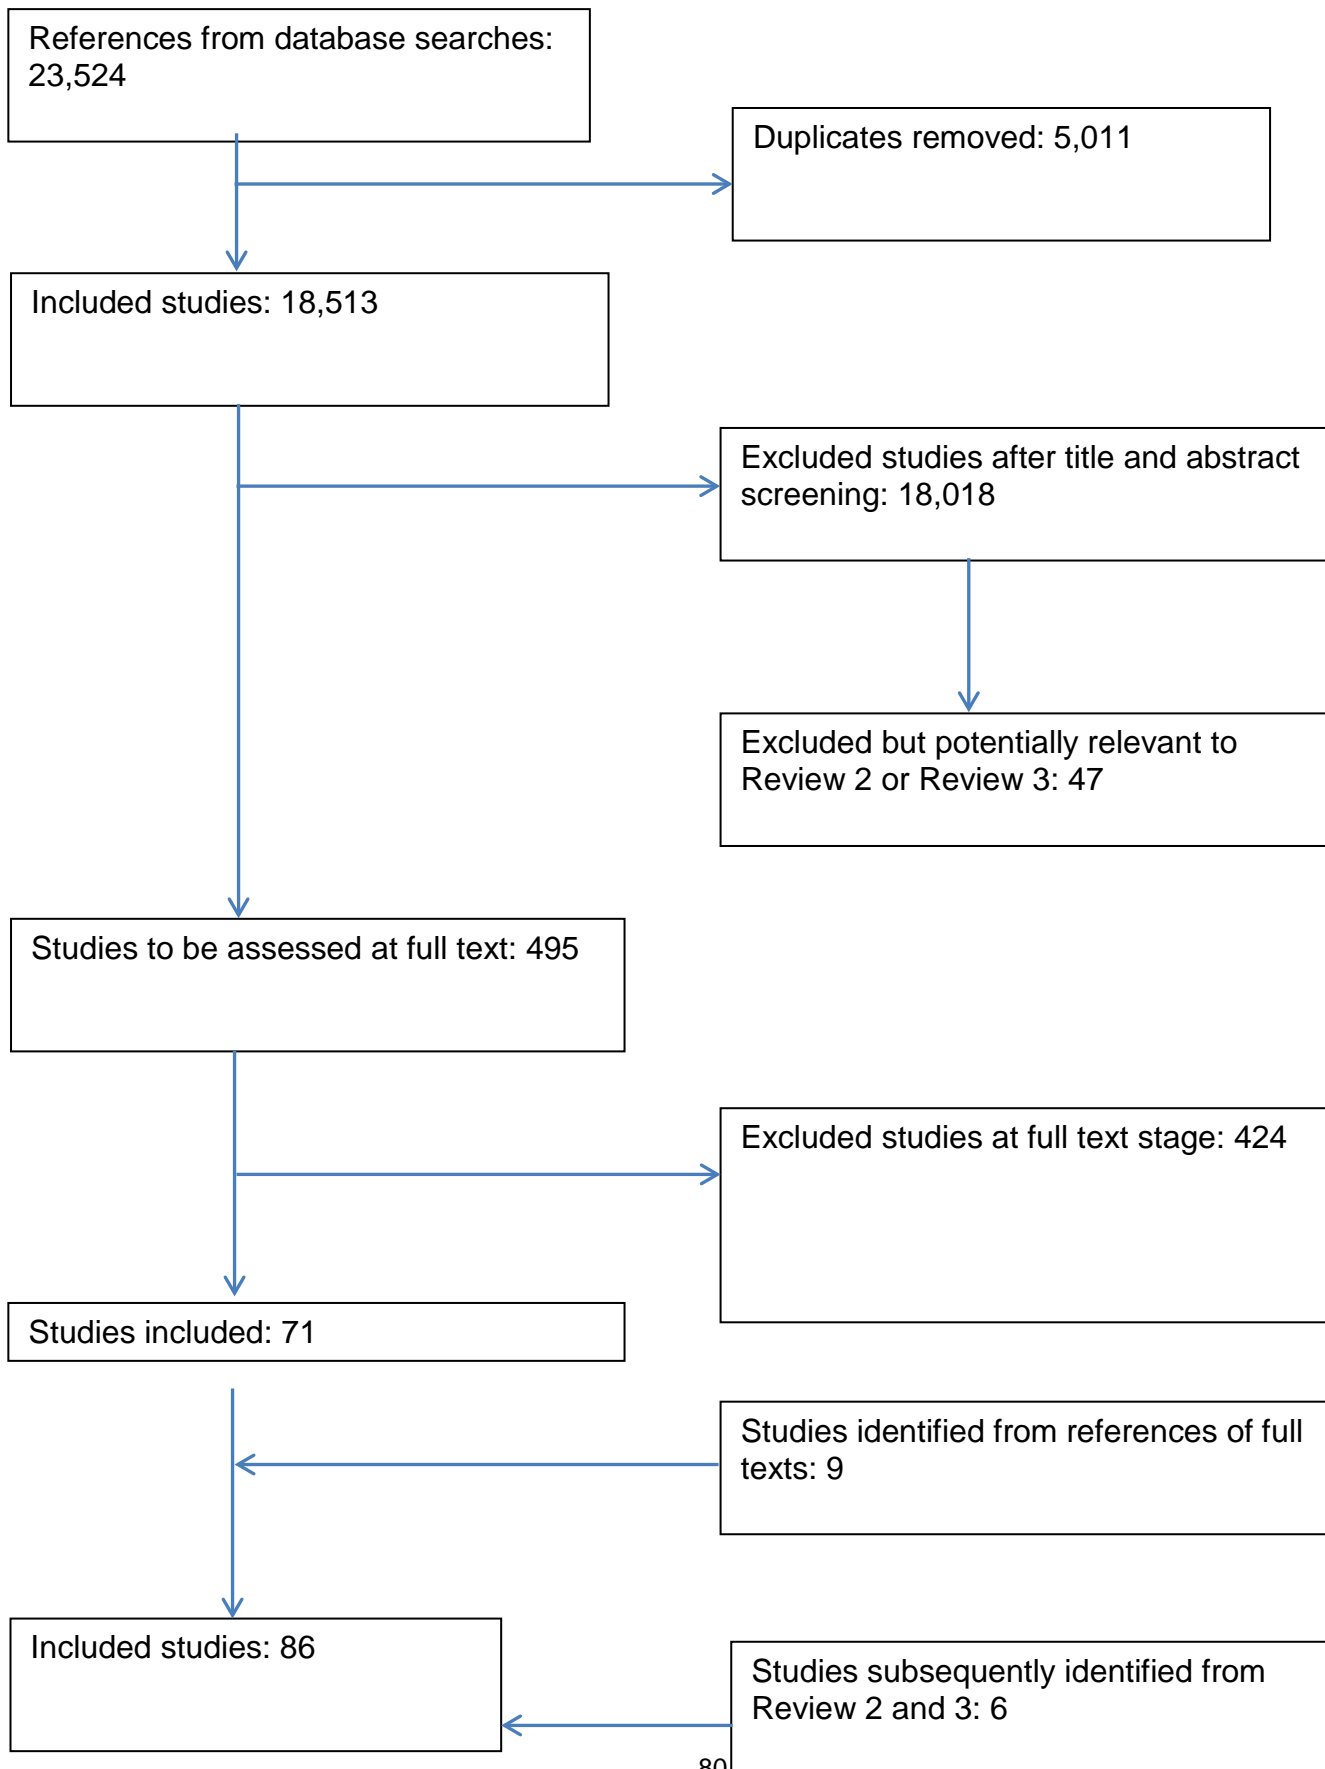 References from database searches:
23,524
Duplicates removed: 5,011
Included studies: 18,513
Excluded studies after title and abstract
screening: 18,018
Excluded but potentially relevant to
Review 2 or Review 3: 47
Studies to be assessed at full text: 495
Excluded studies at full text stage: 424
Studies included: 71
Studies identified from references of full
texts: 9
Included studies: 86
Studies subsequently identified from
Review 2 and 3: 6
80